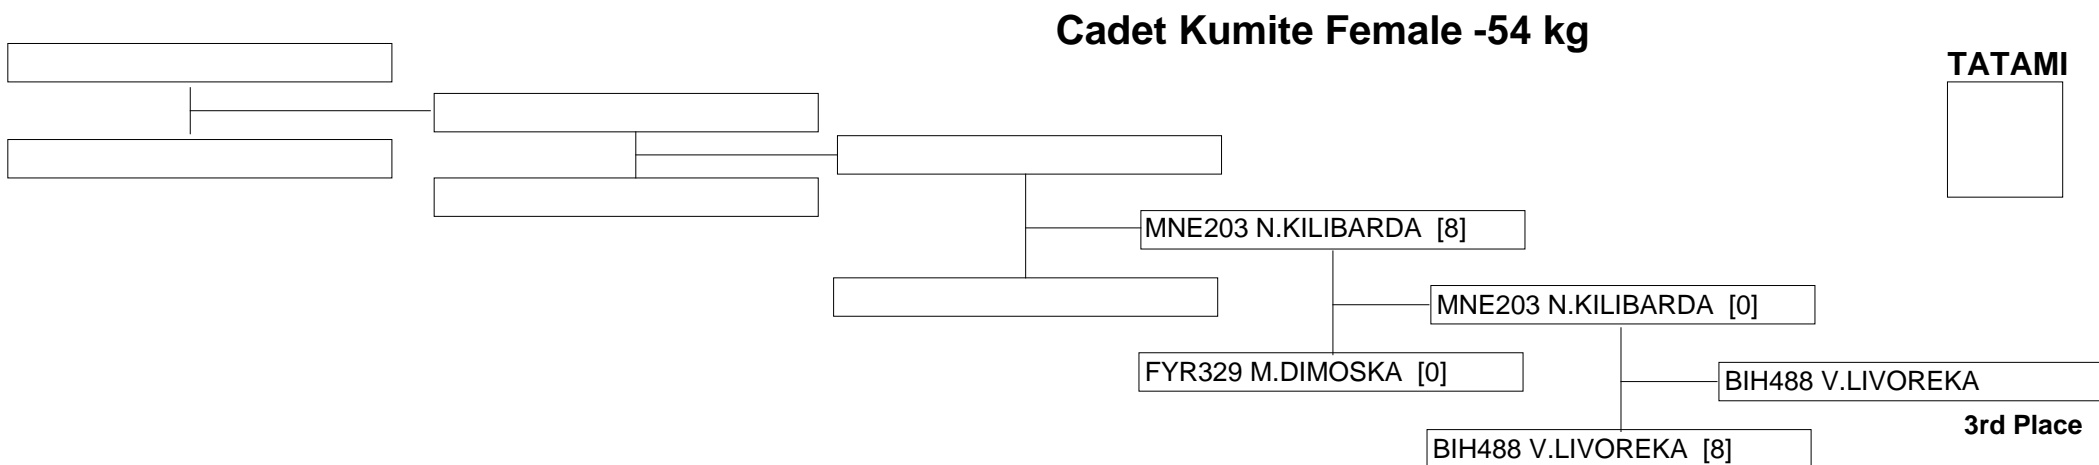 Cadet Kumite Female -54 kg
TATAMI
MNE203 N.KILIBARDA [8]
MNE203 N.KILIBARDA [0]
FYR329 M.DIMOSKA [0]
BIH488 V.LIVOREKA
3rd Place
BIH488 V.LIVOREKA [8]